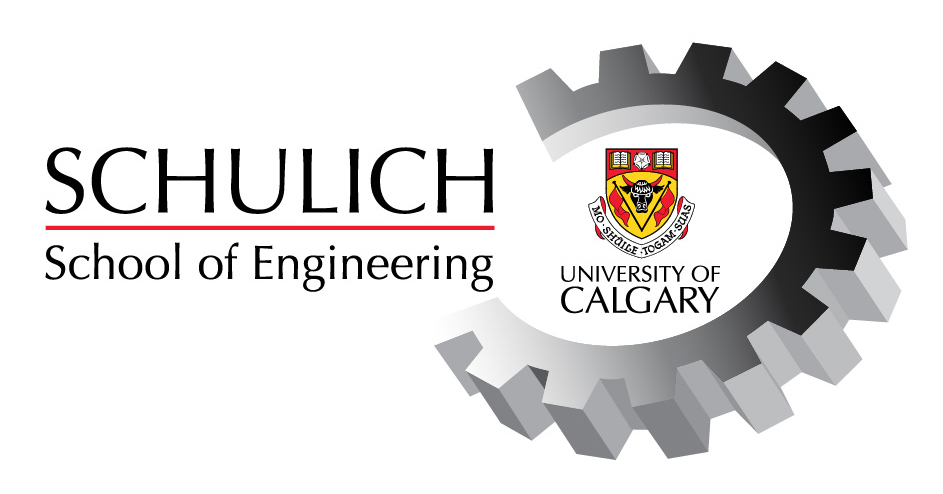 SCHULICH
School of Engineering
MO·SHÙILE·TOGAM·SUAS
UNIVERSITY OF
CALGARY